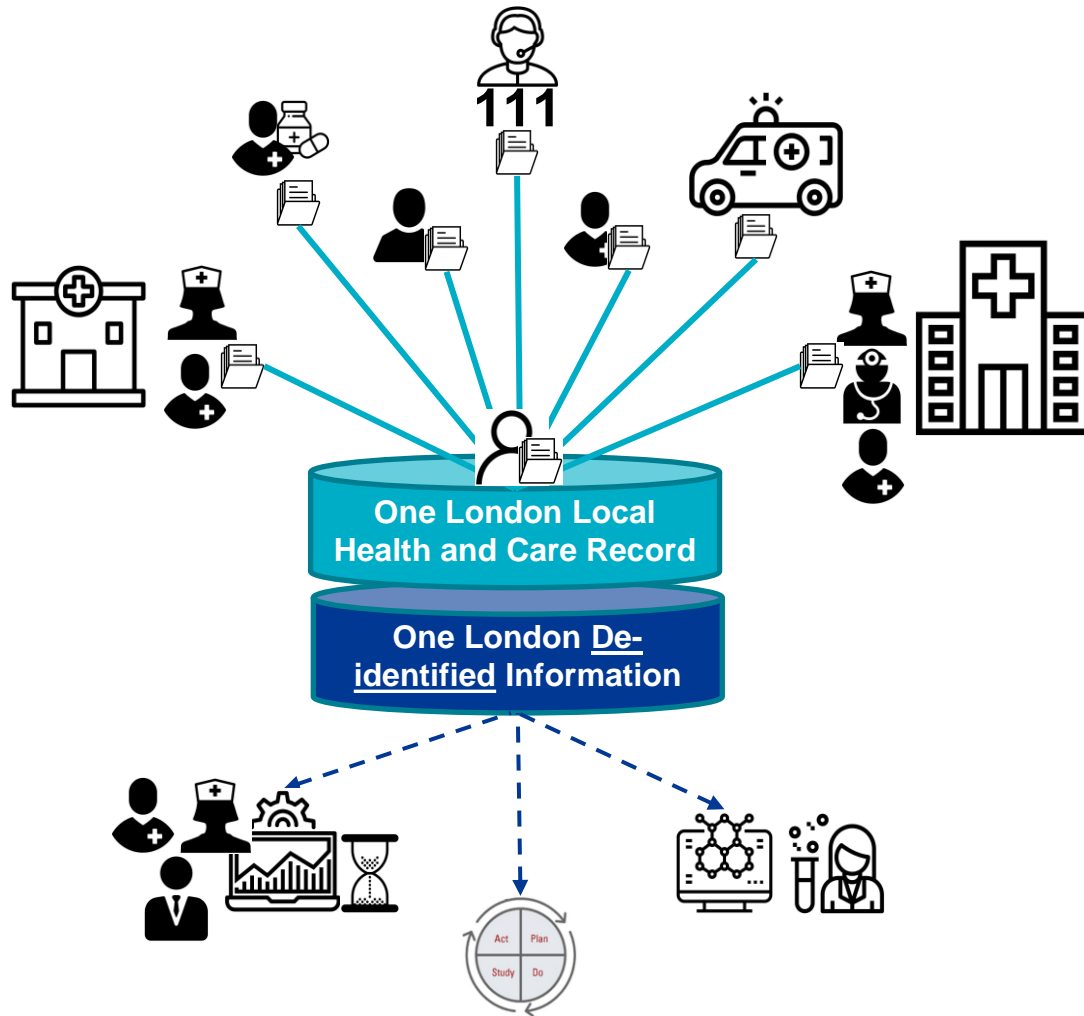 111
One London Local
Health and Care Record
One London De-
identified Information
Act Plan
Study Do